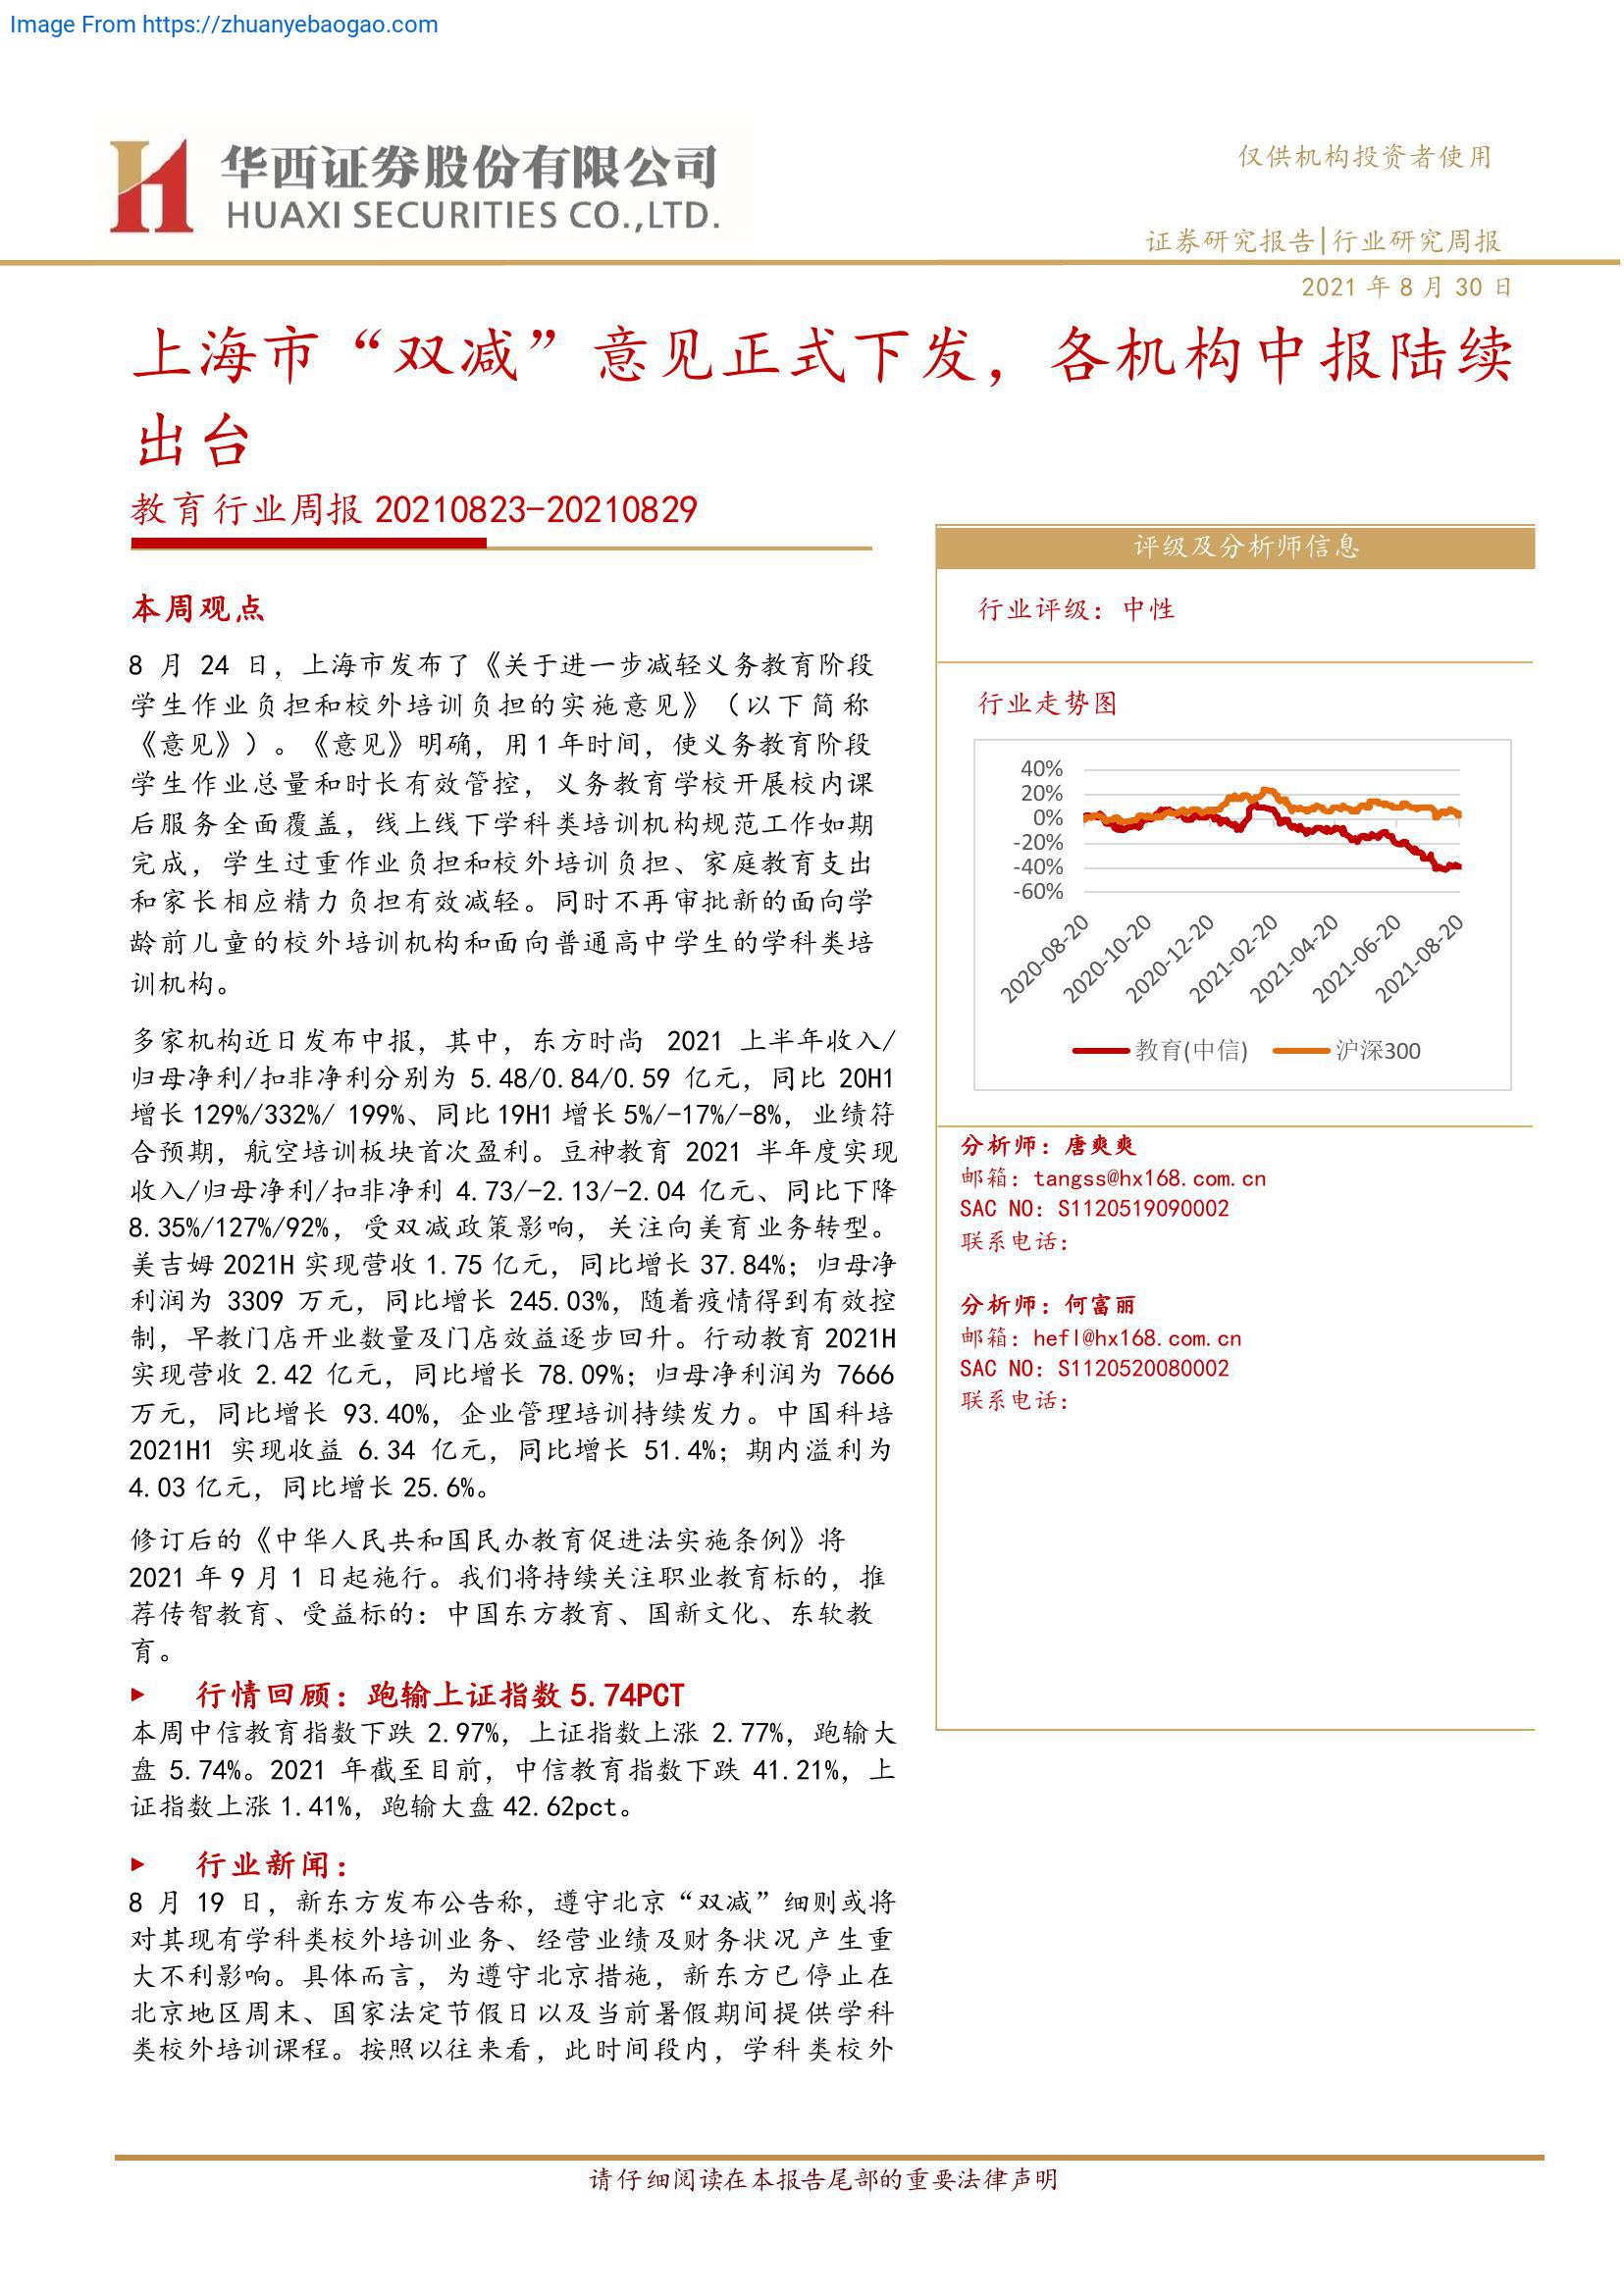 Image From https://zhuanyebaogao.com
华西证券股份有限公司
HUAXI SECURITIES CO.,LTD.
仅供机构投资者使用
证券研究报告|行业研究周报
2021 年 8 月 30 日
上海市“双减”意见正式下发，各机构中报陆续
出台
教育行业周报 20210823-20210829
本周观点
8 月 24 日，上海市发布了《关于进一步减轻义务教育阶段
学生作业负担和校外培训负担的实施意见》（以下简称
《意见》）。《意见》明确，用1年时间，使义务教育阶段
学生作业总量和时长有效管控，义务教育学校开展校内课
后服务全面覆盖，线上线下学科类培训机构规范工作如期
完成，学生过重作业负担和校外培训负担、家庭教育支出
和家长相应精力负担有效减轻。同时不再审批新的面向学
龄前儿童的校外培训机构和面向普通高中学生的学科类培
训机构。
多家机构近日发布中报，其中，东方时尚 2021 上半年收入/
归母净利/扣非净利分别为 5.48/0.84/0.59 亿元，同比 20H1
增长 129%/332%/ 199%、同比 19H1 增长 5%/-17%/-8%，业绩符
合预期，航空培训板块首次盈利。豆神教育 2021 半年度实现
收入/归母净利/扣非净利 4.73/-2.13/-2.04 亿元、同比下降
8.35%/127%/92%，受双减政策影响，关注向美育业务转型。
美吉姆 2021H 实现营收 1.75 亿元，同比增长 37.84%；归母净
利润为 3309 万元，同比增长 245.03%，随着疫情得到有效控
制，早教门店开业数量及门店效益逐步回升。行动教育 2021H
实现营收 2.42 亿元，同比增长 78.09%；归母净利润为 7666
万元，同比增长 93.40%，企业管理培训持续发力。中国科培
2021H1 实现收益 6.34 亿元，同比增长 51.4%；期内溢利为
4.03 亿元，同比增长 25.6%。
修订后的《中华人民共和国民办教育促进法实施条例》将
2021 年 9 月 1 日起施行。我们将持续关注职业教育标的，推
荐传智教育、受益标的：中国东方教育、国新文化、东软教
育。
► 行情回顾：跑输上证指数 5.74PCT
本周中信教育指数下跌 2.97%，上证指数上涨 2.77%，跑输大
盘 5.74%。2021 年截至目前，中信教育指数下跌 41.21%，上
证指数上涨 1.41%，跑输大盘 42.62pct。
► 行业新闻：
8 月 19 日，新东方发布公告称，遵守北京“双减”细则或将
对其现有学科类校外培训业务、经营业绩及财务状况产生重
大不利影响。具体而言，为遵守北京措施，新东方已停止在
北京地区周末、国家法定节假日以及当前暑假期间提供学科
类校外培训课程。按照以往来看，此时间段内，学科类校外
评级及分析师信息
行业评级：中性
行业走势图
40%
20%
0%
-20%
-40%
-60%
2020-08-20
2020-10-20
2020-12-20
2021-02-20
2021-04-20
2021-06-20
2021-08-20
教育(中信)
沪深300
分析师：唐爽爽
邮箱：tangss@hx168.com.cn
SAC NO：S1120519090002
联系电话：
分析师：何富丽
邮箱：hefl@hx168.com.cn
SAC NO：S1120520080002
联系电话：
请仔细阅读在本报告尾部的重要法律声明